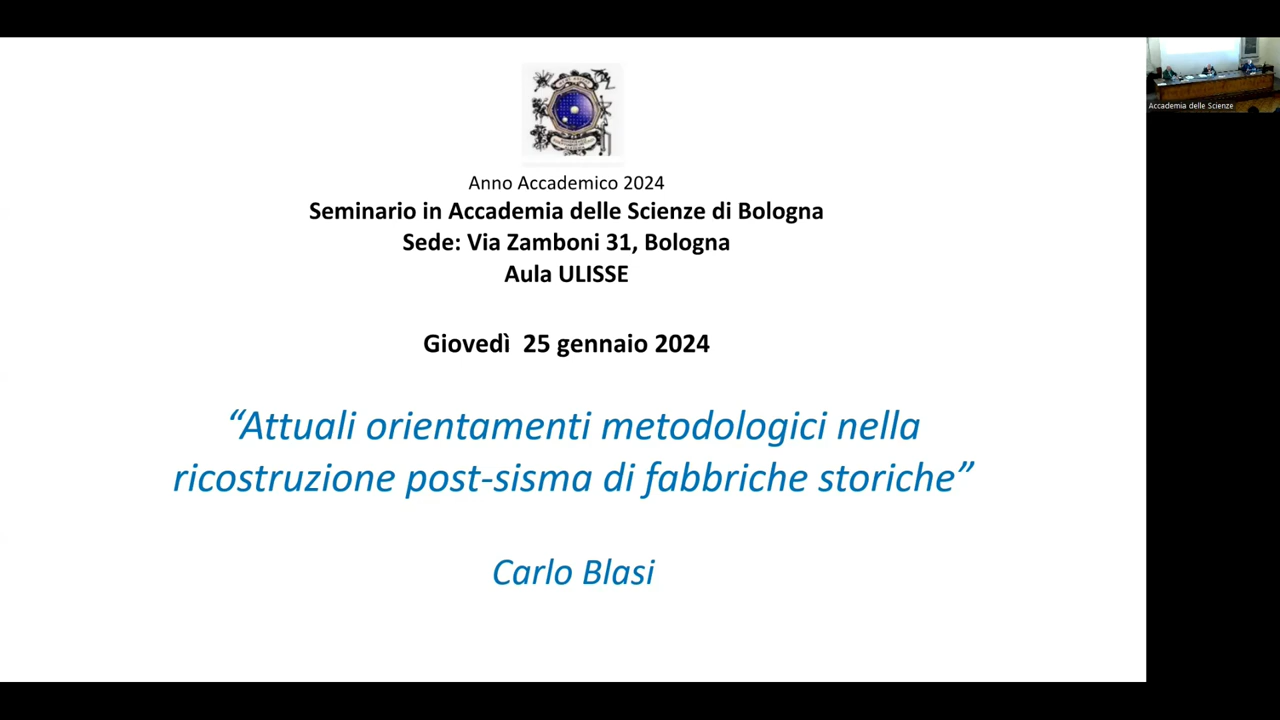 Anno Accademico 2024
Seminario in Accademia delle Scienze di Bologna
Sede: Via Zamboni 31, Bologna
Aula ULISSE
Giovedì  25 gennaio 2024
“Attuali orientamenti metodologici nella
ricostruzione post-sisma di fabbriche storiche”
Carlo Blasi
Accademia delle Scienze